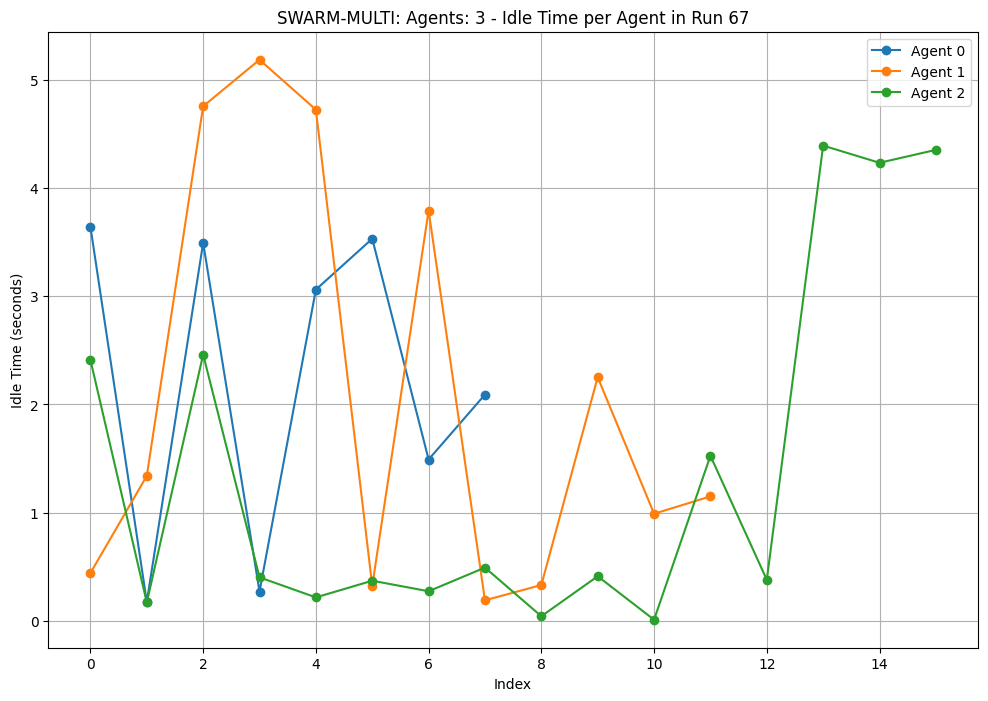 SWARM-MULTI: Agents: 3 - Idle Time per Agent in Run 67
Agent 0
Agent 1
Agent 2
Idle Time (seconds)
5
4
3
2
1
0
0 2 4 6 8 10 12 14
Index